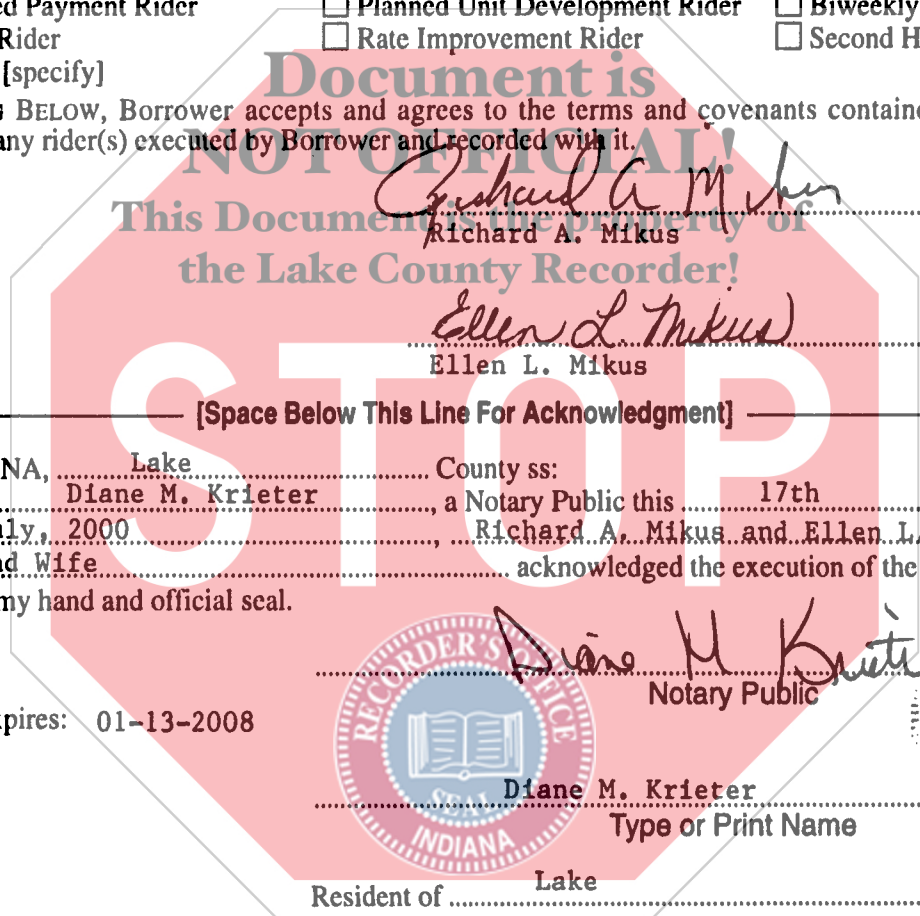 ed Payment Rider ☐ Planned Unit Development Rider ☐ Biweekly
Rider ☐ Rate Improvement Rider ☐ Second H
[specify]
Document is
BELOW, Borrower accepts and agrees to the terms and covenants containe
any rider(s) executed by Borrower and recorded with it.
NOT OFFICIAL!
Richard A Mikus
This Document is the property of
Richard A. Mikus
the Lake County Recorder!
Ellen L. Mikus
Ellen L. Mikus
STOP
[Space Below This Line For Acknowledgment]
NA, Lake County ss:
Diane M. Krieter, a Notary Public this 17th
ly, 2000, Richard A. Mikus and Ellen L.
d Wife acknowledged the execution of the
my hand and official seal.
Diane M Kriete
Notary Public
pires: 01-13-2008
RECORDER'S OFFICE
SEAL
INDIANA
Diane M. Krieter
Type or Print Name
Resident of Lake